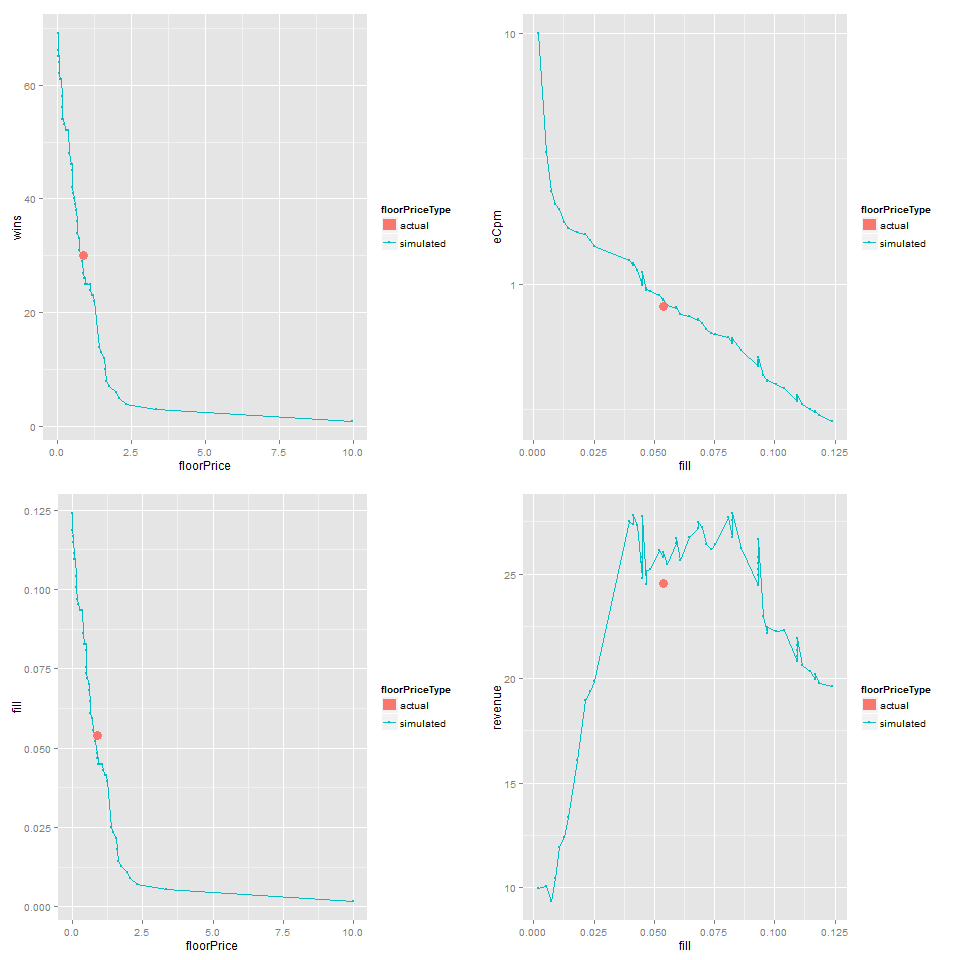 wins
60
40
20
0
0.0 2.5 5.0 7.5 10.0
floorPrice
floorPriceType
actual
simulated
eCpm
10
1
0.000 0.025 0.050 0.075 0.100 0.125
fill
floorPriceType
actual
simulated
fill
0.125
0.100
0.075
0.050
0.025
0.000
0.0 2.5 5.0 7.5 10.0
floorPrice
floorPriceType
actual
simulated
revenue
25
20
15
10
0.000 0.025 0.050 0.075 0.100 0.125
fill
floorPriceType
actual
simulated